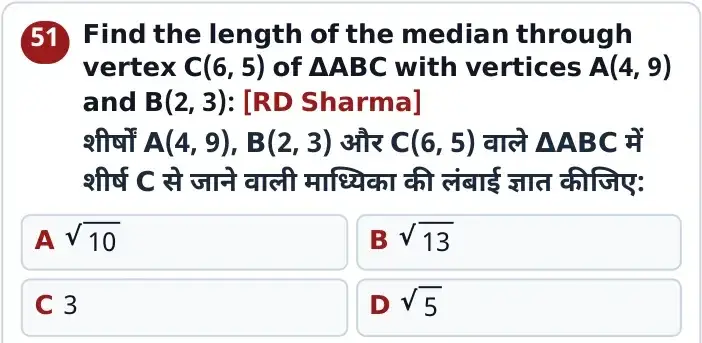 51 Find the length of the median through
vertex C(6, 5) of ΔABC with vertices A(4, 9)
and B(2, 3): [RD Sharma]
शीर्षों A(4, 9), B(2, 3) और C(6, 5) वाले ΔABC में
शीर्ष C से जाने वाली माध्यिका की लंबाई ज्ञात कीजिए:
A √10
B √13
C 3
D √5